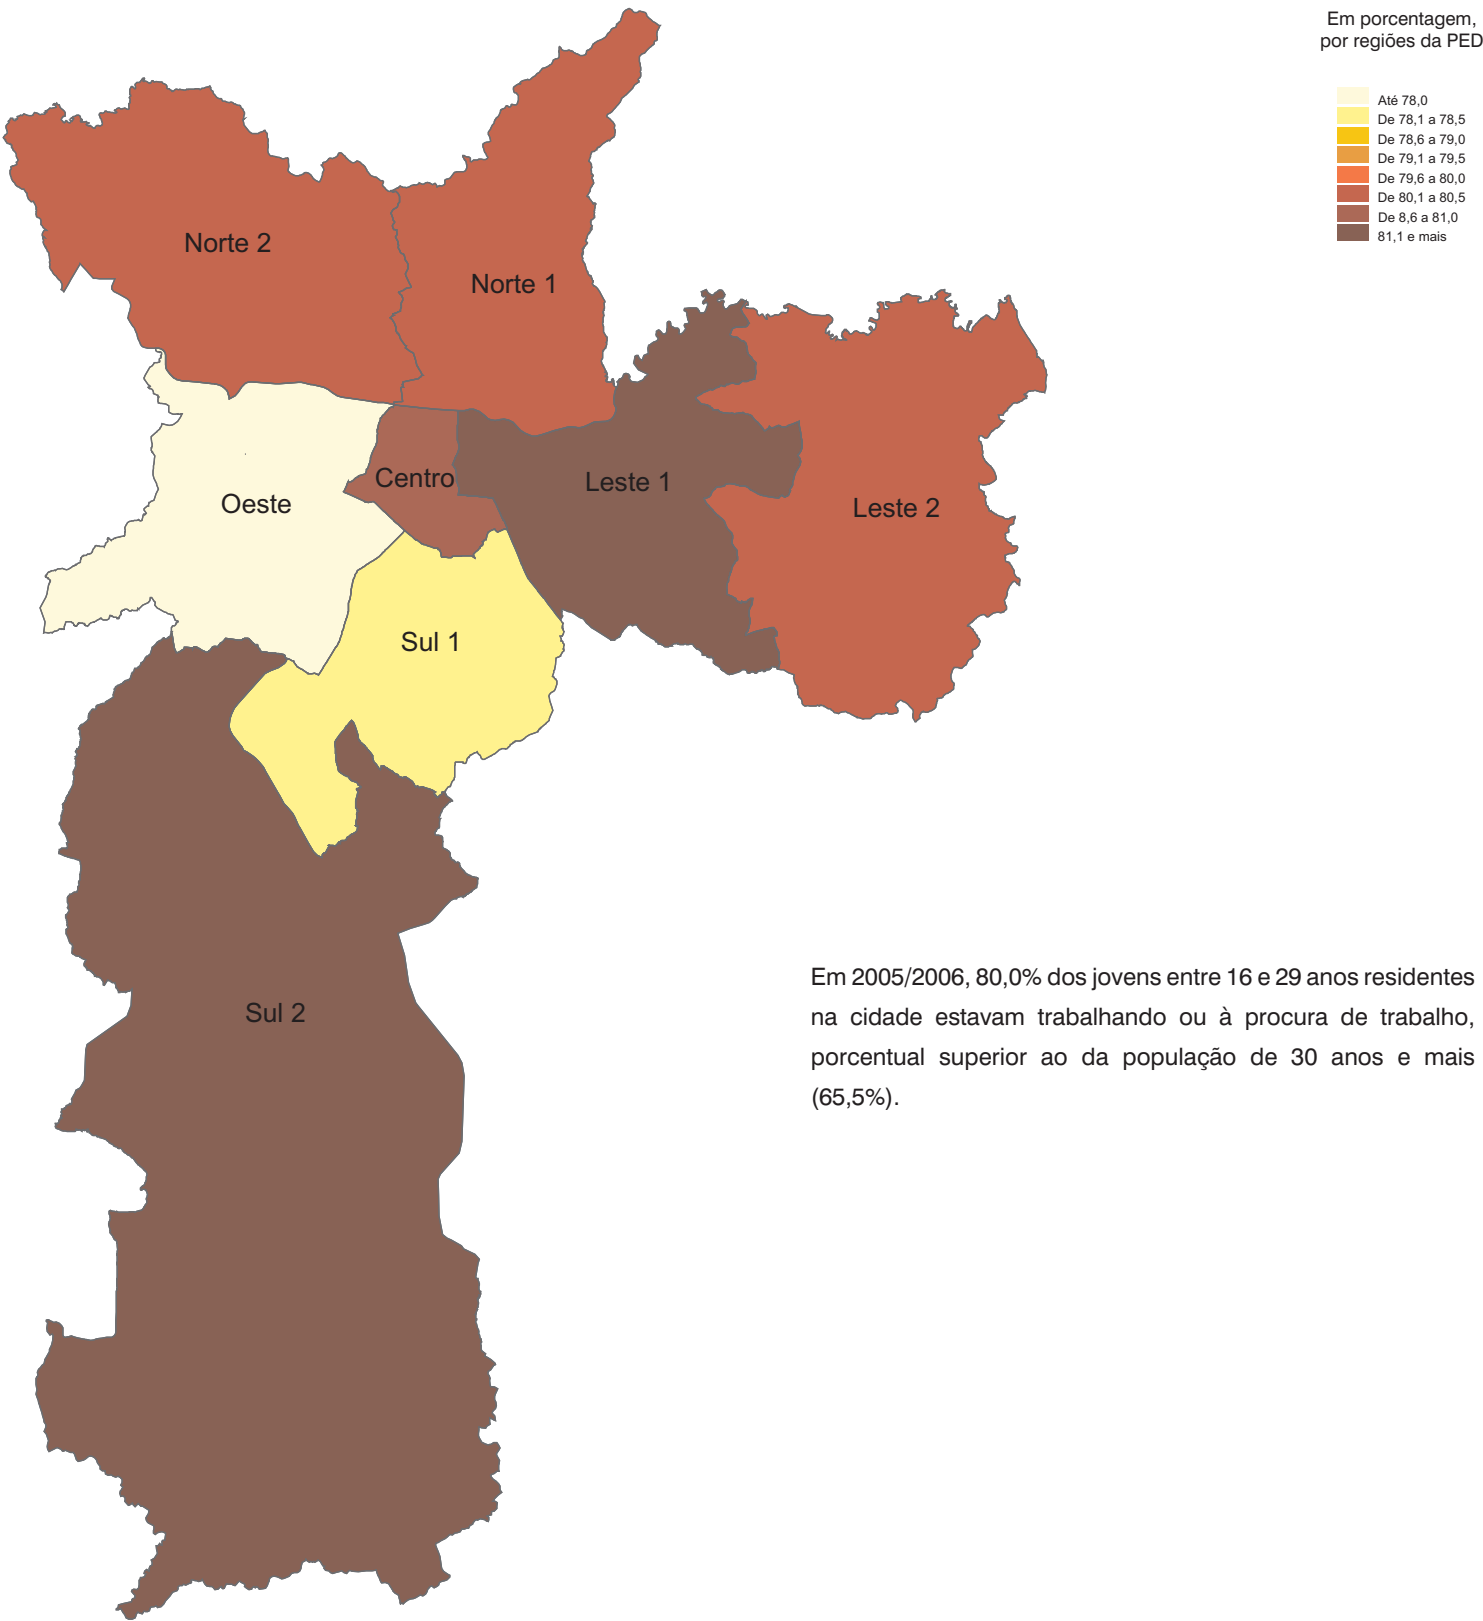 Em porcentagem,
por regiões da PED
Até 78,0
De 78,1 a 78,5
De 78,6 a 79,0
De 79,1 a 79,5
De 79,6 a 80,0
De 80,1 a 80,5
De 8,6 a 81,0
81,1 e mais
Norte 2
Norte 1
Centro
Leste 1
Oeste
Leste 2
Sul 1
Sul 2
Em 2005/2006, 80,0% dos jovens entre 16 e 29 anos residentes
na cidade estavam trabalhando ou à procura de trabalho,
porcentual superior ao da população de 30 anos e mais
(65,5%).